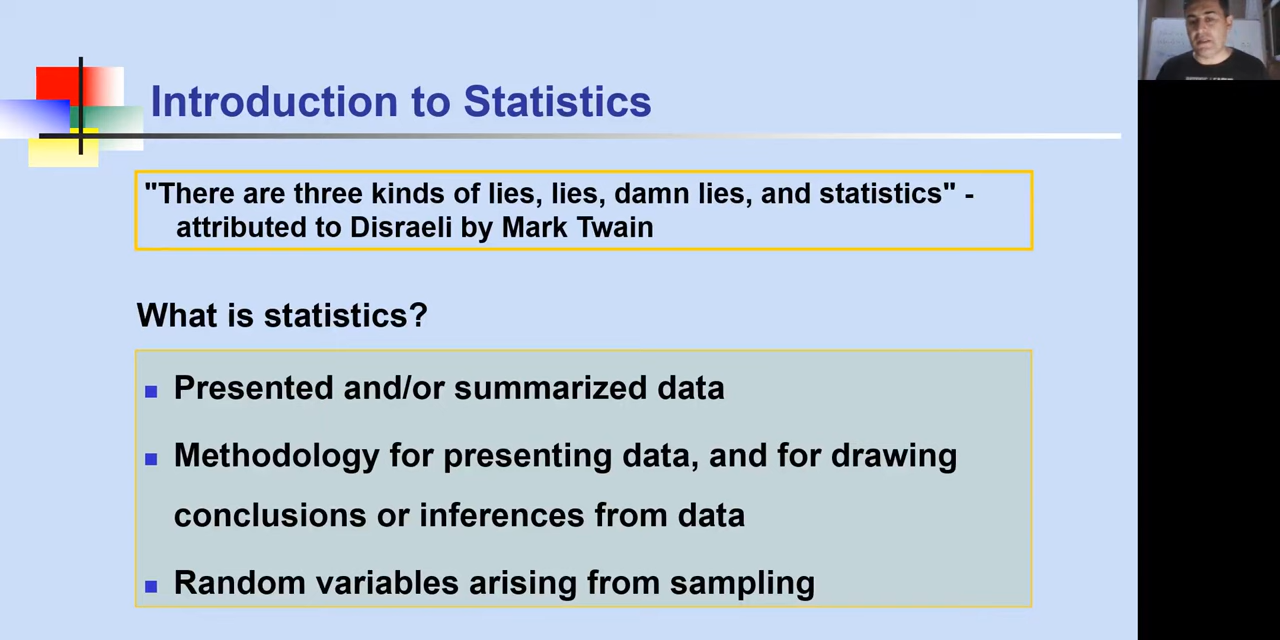 Introduction to Statistics
"There are three kinds of lies, lies, damn lies, and statistics" -
attributed to Disraeli by Mark Twain
What is statistics?
Presented and/or summarized data
Methodology for presenting data, and for drawing
conclusions or inferences from data
Random variables arising from sampling